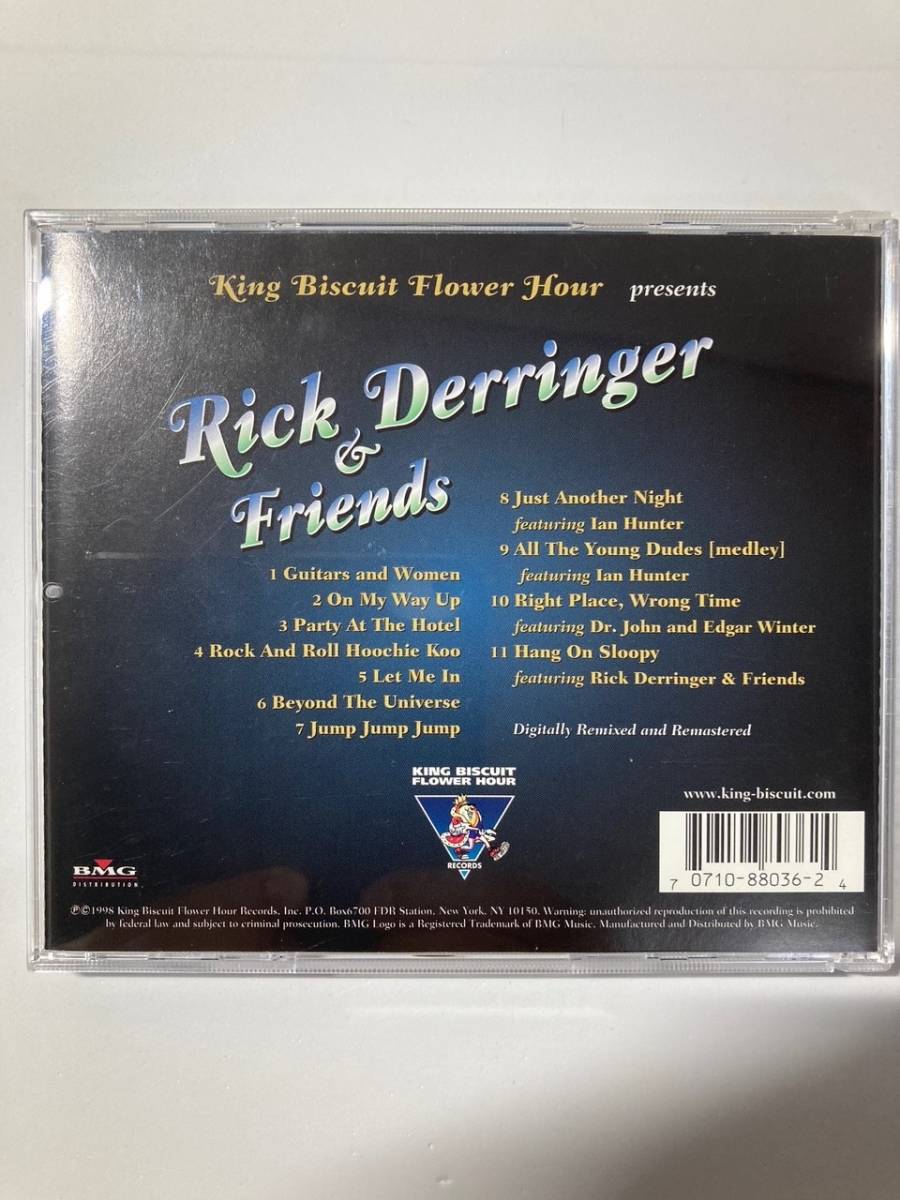 King Biscuit Flower Hour presents
Rick Derringer
&
Friends
1 Guitars and Women
2 On My Way Up
3 Party At The Hotel
4 Rock And Roll Hoochie Koo
5 Let Me In
6 Beyond The Universe
7 Jump Jump Jump
8 Just Another Night
featuring Ian Hunter
9 All The Young Dudes [medley]
featuring Ian Hunter
10 Right Place, Wrong Time
featuring Dr. John and Edgar Winter
11 Hang On Sloopy
featuring Rick Derringer & Friends
Digitally Remixed and Remastered
KING BISCUIT
FLOWER HOUR
RECORDS
www.king-biscuit.com
BMG
DISTRIBUTION
7 0710-88036-2 4
℗©1998 King Biscuit Flower Hour Records, Inc. P.O. Box6700 FDR Station, New York, NY 10150. Warning: unauthorized reproduction of this recording is prohibited
by federal law and subject to criminal prosecution. BMG Logo is a Registered Trademark of BMG Music. Manufactured and Distributed by BMG Music.